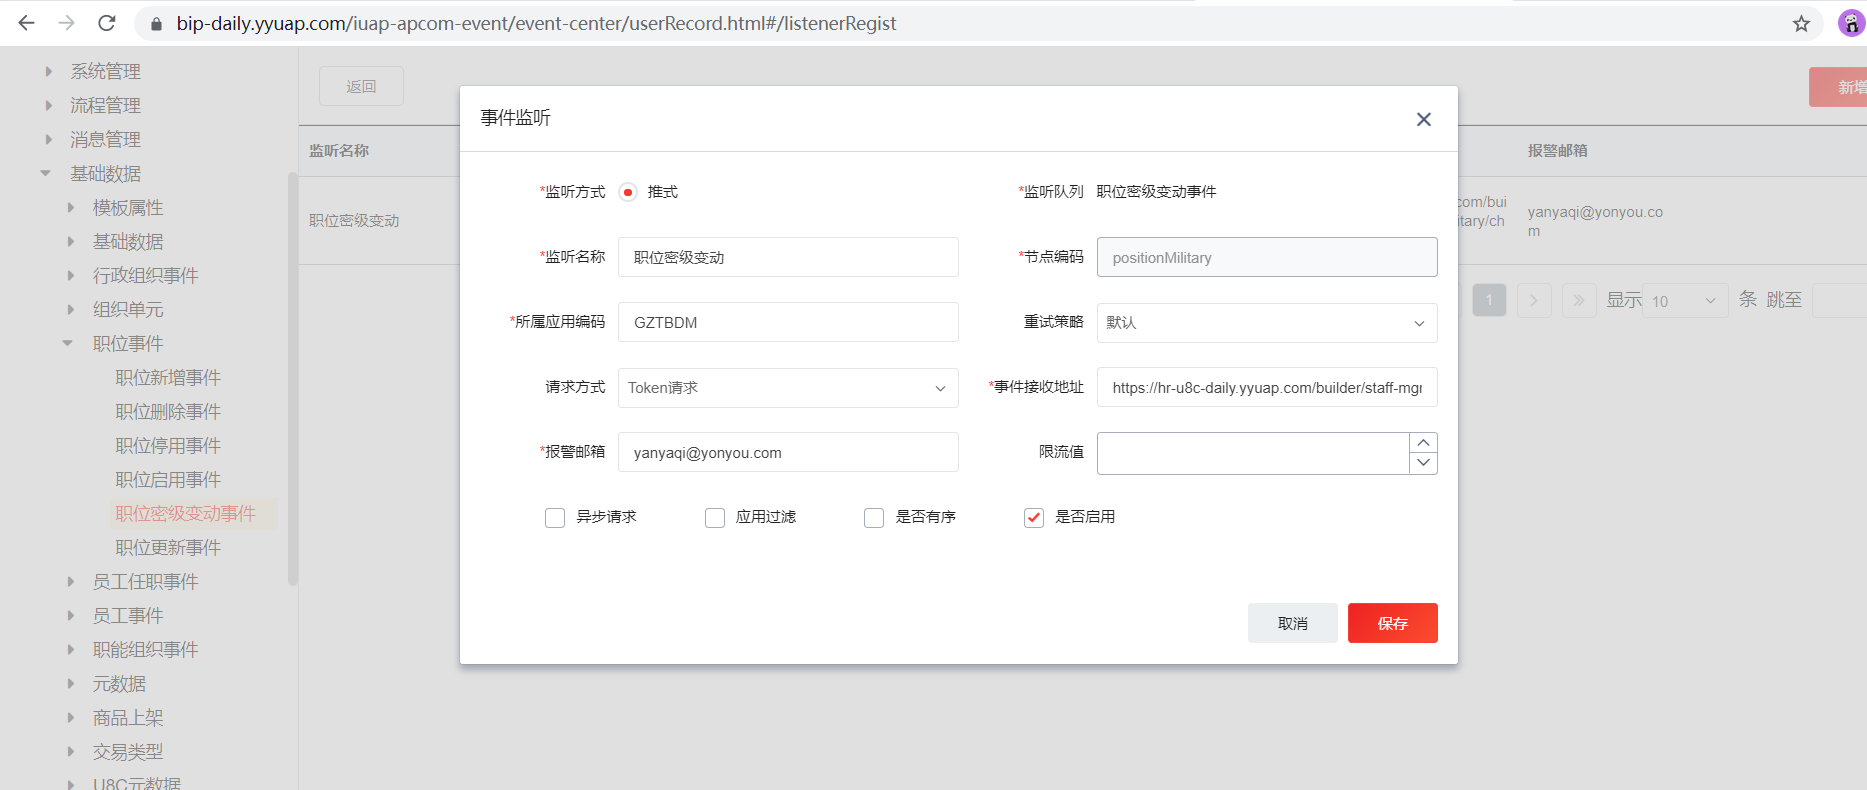 bip-daily.yyuap.com/iuap-apcom-event/event-center/userRecord.html#/listenerRegist
系统管理
流程管理
消息管理
基础数据
模板属性
基础数据
行政组织事件
组织单元
职位事件
职位新增事件
职位删除事件
职位停用事件
职位启用事件
职位密级变动事件
职位更新事件
员工任职事件
员工事件
职能组织事件
元数据
商品上架
交易类型
U8C元数据
返回
新增
监听名称
报警邮箱
职位密级变动
com/bui
litary/ch
yanyaqi@yonyou.co
m
1
显示 10 条 跳至
事件监听
*监听方式 推式
*监听队列 职位密级变动事件
*监听名称 职位密级变动
*节点编码 positionMilitary
*所属应用编码 GZTBDM
重试策略 默认
请求方式 Token请求
*事件接收地址 https://hr-u8c-daily.yyuap.com/builder/staff-mgr
*报警邮箱 yanyaqi@yonyou.com
限流值
异步请求 应用过滤 是否有序 是否启用
取消 保存